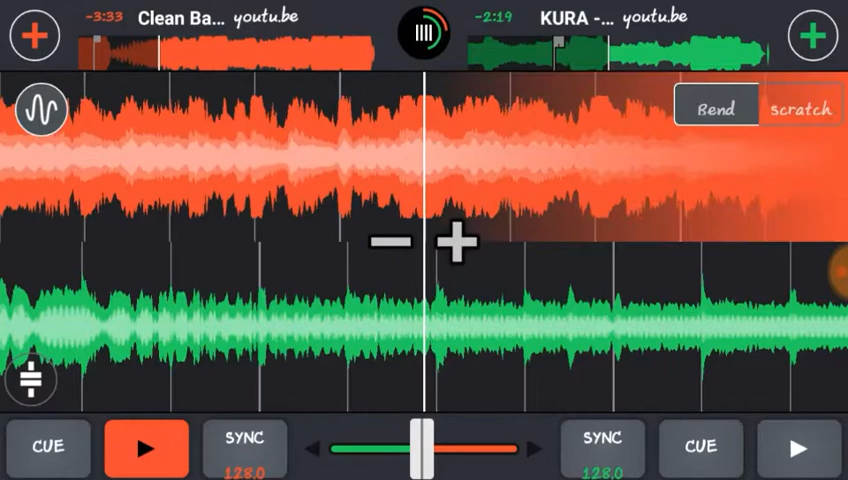 -3:33 Clean Ba... youtu.be
-2:19 KURA -... youtu.be
Bend scratch
CUE SYNC SYNC CUE
128.0 128.0